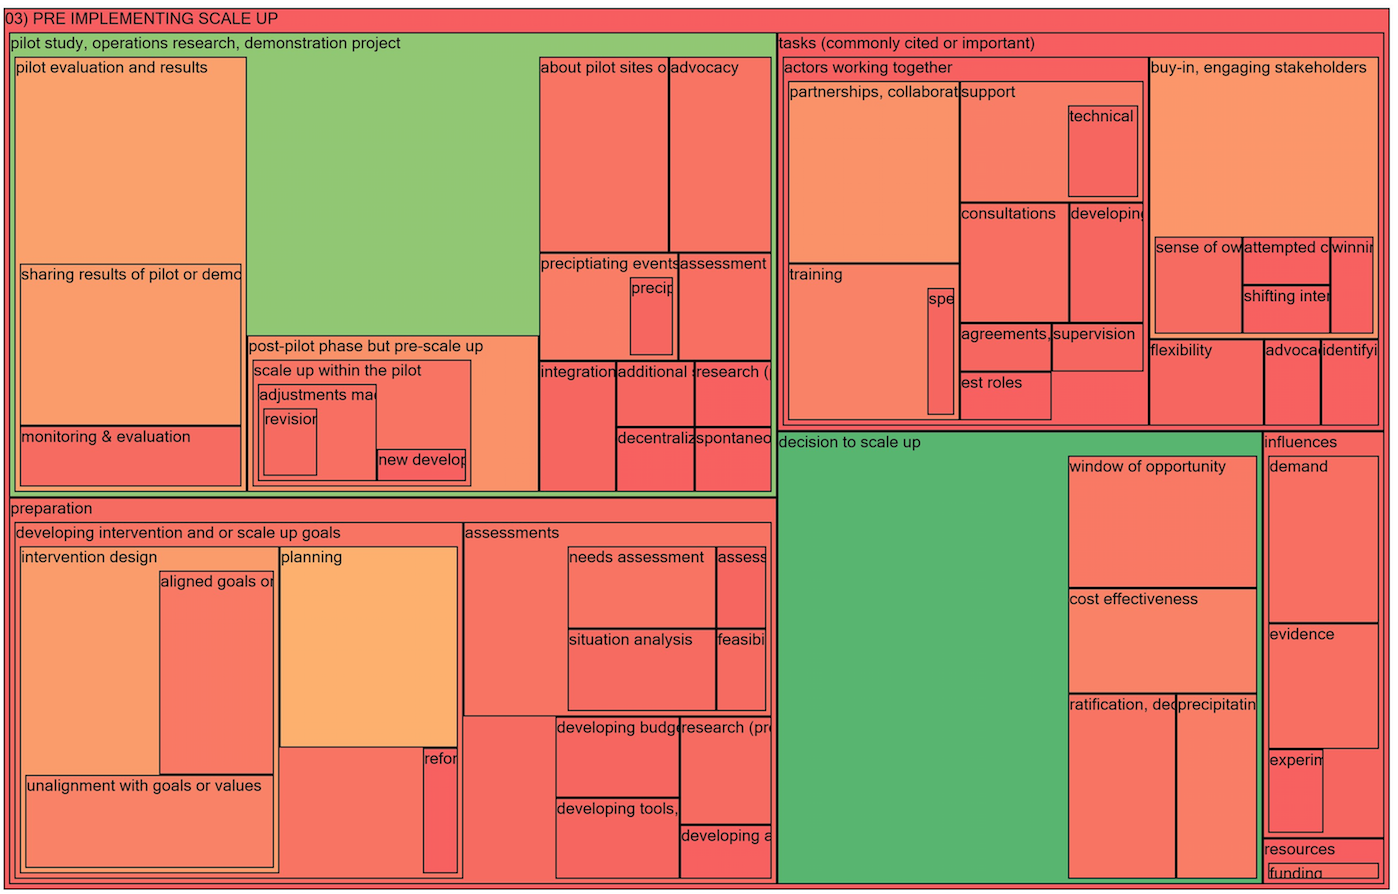 03) PRE IMPLEMENTING SCALE UP
pilot study, operations research, demonstration project
pilot evaluation and results
sharing results of pilot or demo
monitoring & evaluation
post-pilot phase but pre-scale up
scale up within the pilot
adjustments mad
revision
new develop
about pilot sites o
advocacy
preciptiating events
precip
assessment
integration
additional s
research (
decentraliz
spontaneo
tasks (commonly cited or important)
actors working together
partnerships, collaborat
support
technical
training
spe
consultations
developing
agreements,
supervision
est roles
buy-in, engaging stakeholders
sense of ow
attempted c
winnin
shifting inter
flexibility
advoca
identifyi
preparation
developing intervention and or scale up goals
intervention design
aligned goals or
unalignment with goals or values
planning
refor
assessments
needs assessment
assess
situation analysis
feasibi
developing budge
research (pr
developing tools,
developing a
decision to scale up
window of opportunity
cost effectiveness
ratification, dec
precipitatin
influences
demand
evidence
experim
resources
funding